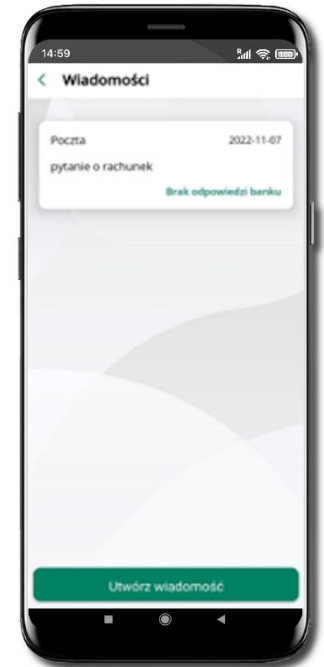 14:59
R
Wiadomości
Poczta 2022-11-07
pytanie o rachunek
Brak odpowiedzi banku
Utwórz wiadomość